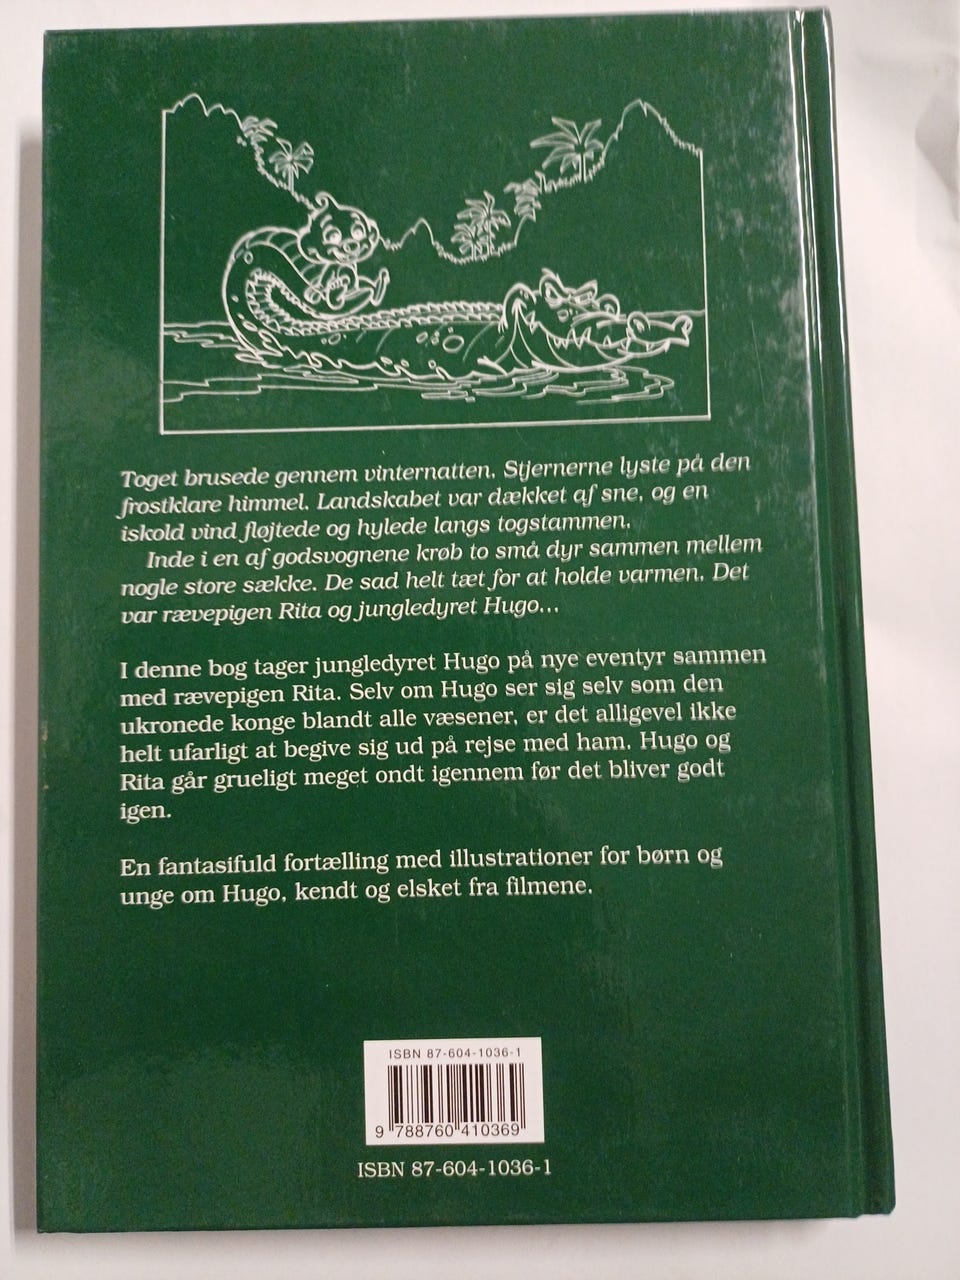 Toget brusede gennem vinternatten. Stjernerne lyste på den
frostklare himmel. Landskabet var dækket af sne, og en
iskold vind fløjtede og hylede langs togstammen.
Inde i en af godsvognene krøb to små dyr sammen mellem
nogle store sække. De sad helt tæt for at holde varmen. Det
var rævepigen Rita og jungledyret Hugo...
I denne bog tager jungledyret Hugo på nye eventyr sammen
med rævepigen Rita. Selv om Hugo ser sig selv som den
ukronede konge blandt alle væsener, er det alligevel ikke
helt ufarligt at begive sig ud på rejse med ham. Hugo og
Rita går grueligt meget ondt igennem før det bliver godt
igen.
En fantasifuld fortælling med illustrationer for børn og
unge om Hugo, kendt og elsket fra filmene.
ISBN 87-604-1036-1
9 788760 410369
ISBN 87-604-1036-1